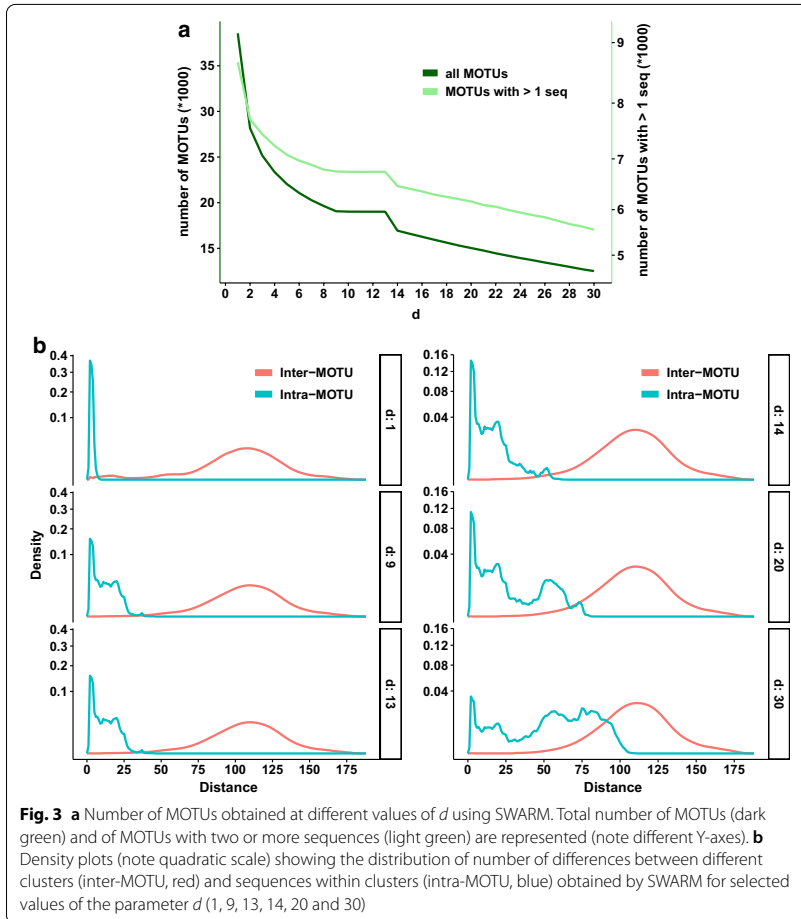 a
number of MOTUs (*1000)
35
30
25
20
15
all MOTUs
MOTUs with > 1 seq
number of MOTUs with > 1 seq (*1000)
9
8
7
6
5
0 2 4 6 8 10 12 14 16 18 20 22 24 26 28 30
d
b
Density
0.4
0.3
0.2
0.1
Inter−MOTU
Intra−MOTU
d: 1
0.4
0.3
0.2
0.1
d: 9
0.4
0.3
0.2
0.1
d: 13
0 25 50 75 100 125 150 175
Distance
0.16
0.12
0.08
0.04
Inter−MOTU
Intra−MOTU
d: 14
0.16
0.12
0.08
0.04
d: 20
0.16
0.12
0.08
0.04
d: 30
0 25 50 75 100 125 150 175
Distance
Fig. 3 a Number of MOTUs obtained at different values of d using SWARM. Total number of MOTUs (dark
green) and of MOTUs with two or more sequences (light green) are represented (note different Y-axes). b
Density plots (note quadratic scale) showing the distribution of number of differences between different
clusters (inter-MOTU, red) and sequences within clusters (intra-MOTU, blue) obtained by SWARM for selected
values of the parameter d (1, 9, 13, 14, 20 and 30)